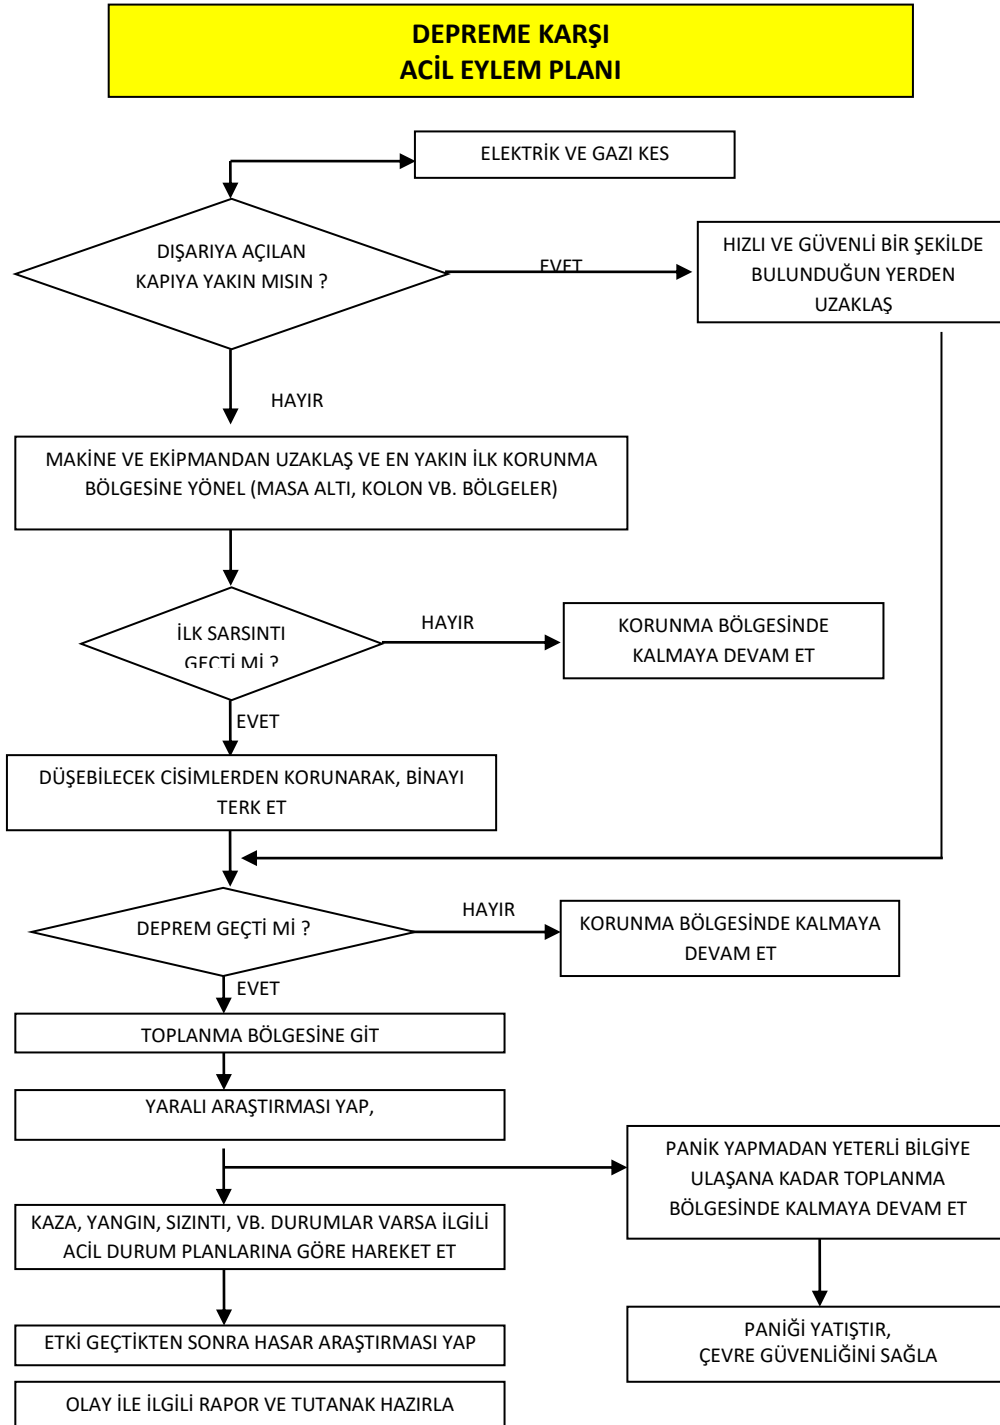 DEPREME KARŞI
ACİL EYLEM PLANI
ELEKTRİK VE GAZI KES
DIŞARIYA AÇILAN
KAPIYA YAKIN MISIN ?
EVET
HIZLI VE GÜVENLİ BİR ŞEKİLDE
BULUNDUĞUN YERDEN
UZAKLAŞ
HAYIR
MAKİNE VE EKİPMANDAN UZAKLAŞ VE EN YAKIN İLK KORUNMA
BÖLGESİNE YÖNEL (MASA ALTI, KOLON VB. BÖLGELER)
İLK SARSINTI
GEÇTİ Mİ ?
HAYIR
KORUNMA BÖLGESİNDE
KALMAYA DEVAM ET
EVET
DÜŞEBİLECEK CİSİMLERDEN KORUNARAK, BİNAYI
TERK ET
DEPREM GEÇTİ Mİ ?
HAYIR
KORUNMA BÖLGESİNDE KALMAYA
DEVAM ET
EVET
TOPLANMA BÖLGESİNE GİT
YARALI ARAŞTIRMASI YAP,
PANİK YAPMADAN YETERLİ BİLGİYE
ULAŞANA KADAR TOPLANMA
BÖLGESİNDE KALMAYA DEVAM ET
KAZA, YANGIN, SIZINTI, VB. DURUMLAR VARSA İLGİLİ
ACİL DURUM PLANLARINA GÖRE HAREKET ET
ETKİ GEÇTİKTEN SONRA HASAR ARAŞTIRMASI YAP
PANİĞİ YATIŞTIR,
ÇEVRE GÜVENLİĞİNİ SAĞLA
OLAY İLE İLGİLİ RAPOR VE TUTANAK HAZIRLA